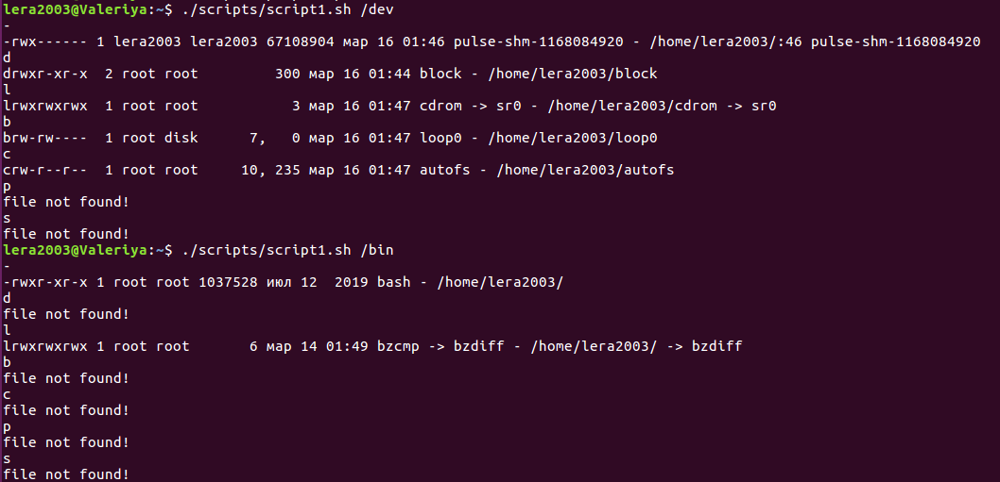 lera2003@Valeriya:~$ ./scripts/script1.sh /dev
-
-rwx------ 1 lera2003 lera2003 67108904 мар 16 01:46 pulse-shm-1168084920 - /home/lera2003/:46 pulse-shm-1168084920
d
drwxr-xr-x  2 root root         300 мар 16 01:44 block - /home/lera2003/block
l
lrwxrwxrwx  1 root root           3 мар 16 01:47 cdrom -> sr0 - /home/lera2003/cdrom -> sr0
b
brw-rw----  1 root disk      7,   0 мар 16 01:47 loop0 - /home/lera2003/loop0
c
crw-r--r--  1 root root     10, 235 мар 16 01:47 autofs - /home/lera2003/autofs
p
file not found!
s
file not found!
lera2003@Valeriya:~$ ./scripts/script1.sh /bin
-
-rwxr-xr-x 1 root root 1037528 июл 12  2019 bash - /home/lera2003/
d
file not found!
l
lrwxrwxrwx 1 root root       6 мар 14 01:49 bzcmp -> bzdiff - /home/lera2003/ -> bzdiff
b
file not found!
c
file not found!
p
file not found!
s
file not found!